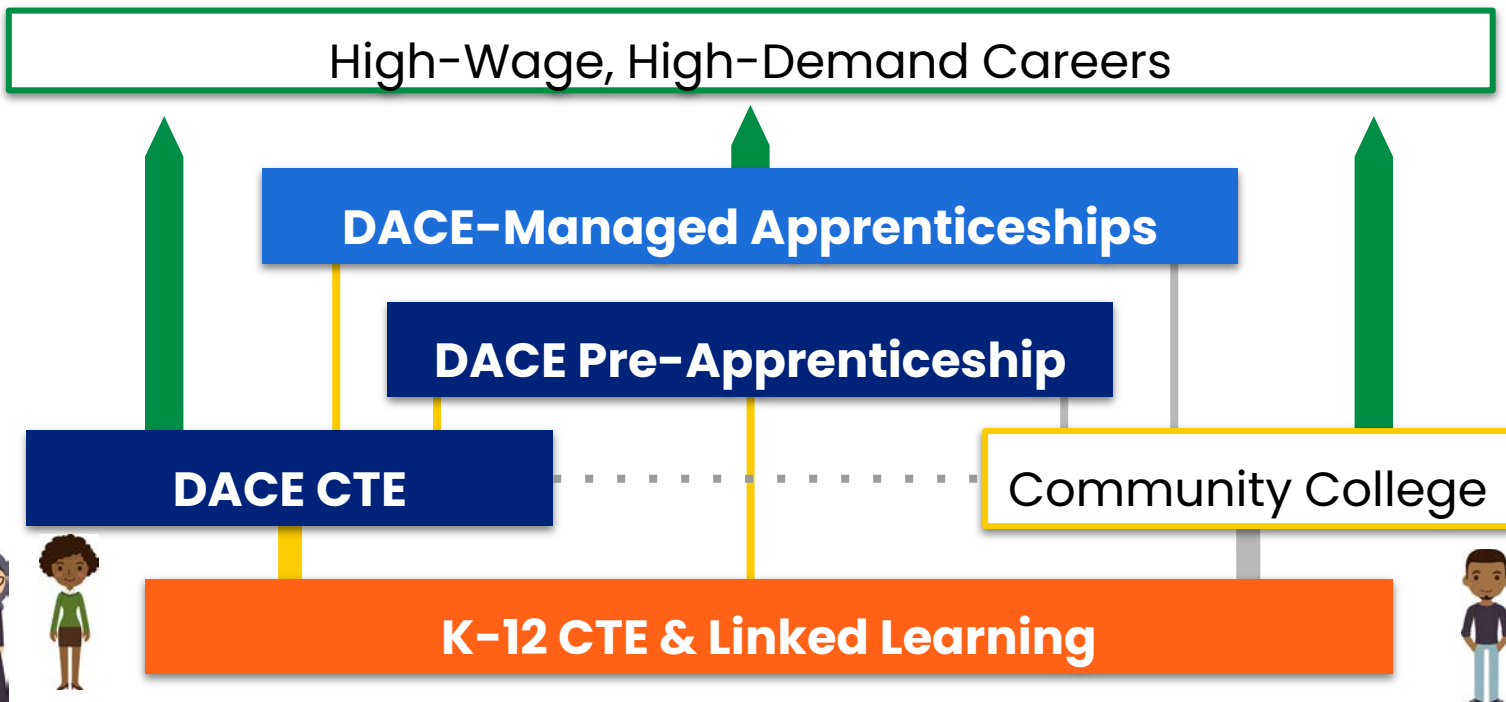 High-Wage, High-Demand Careers
DACE-Managed Apprenticeships
DACE Pre-Apprenticeship
DACE CTE
Community College
K-12 CTE & Linked Learning